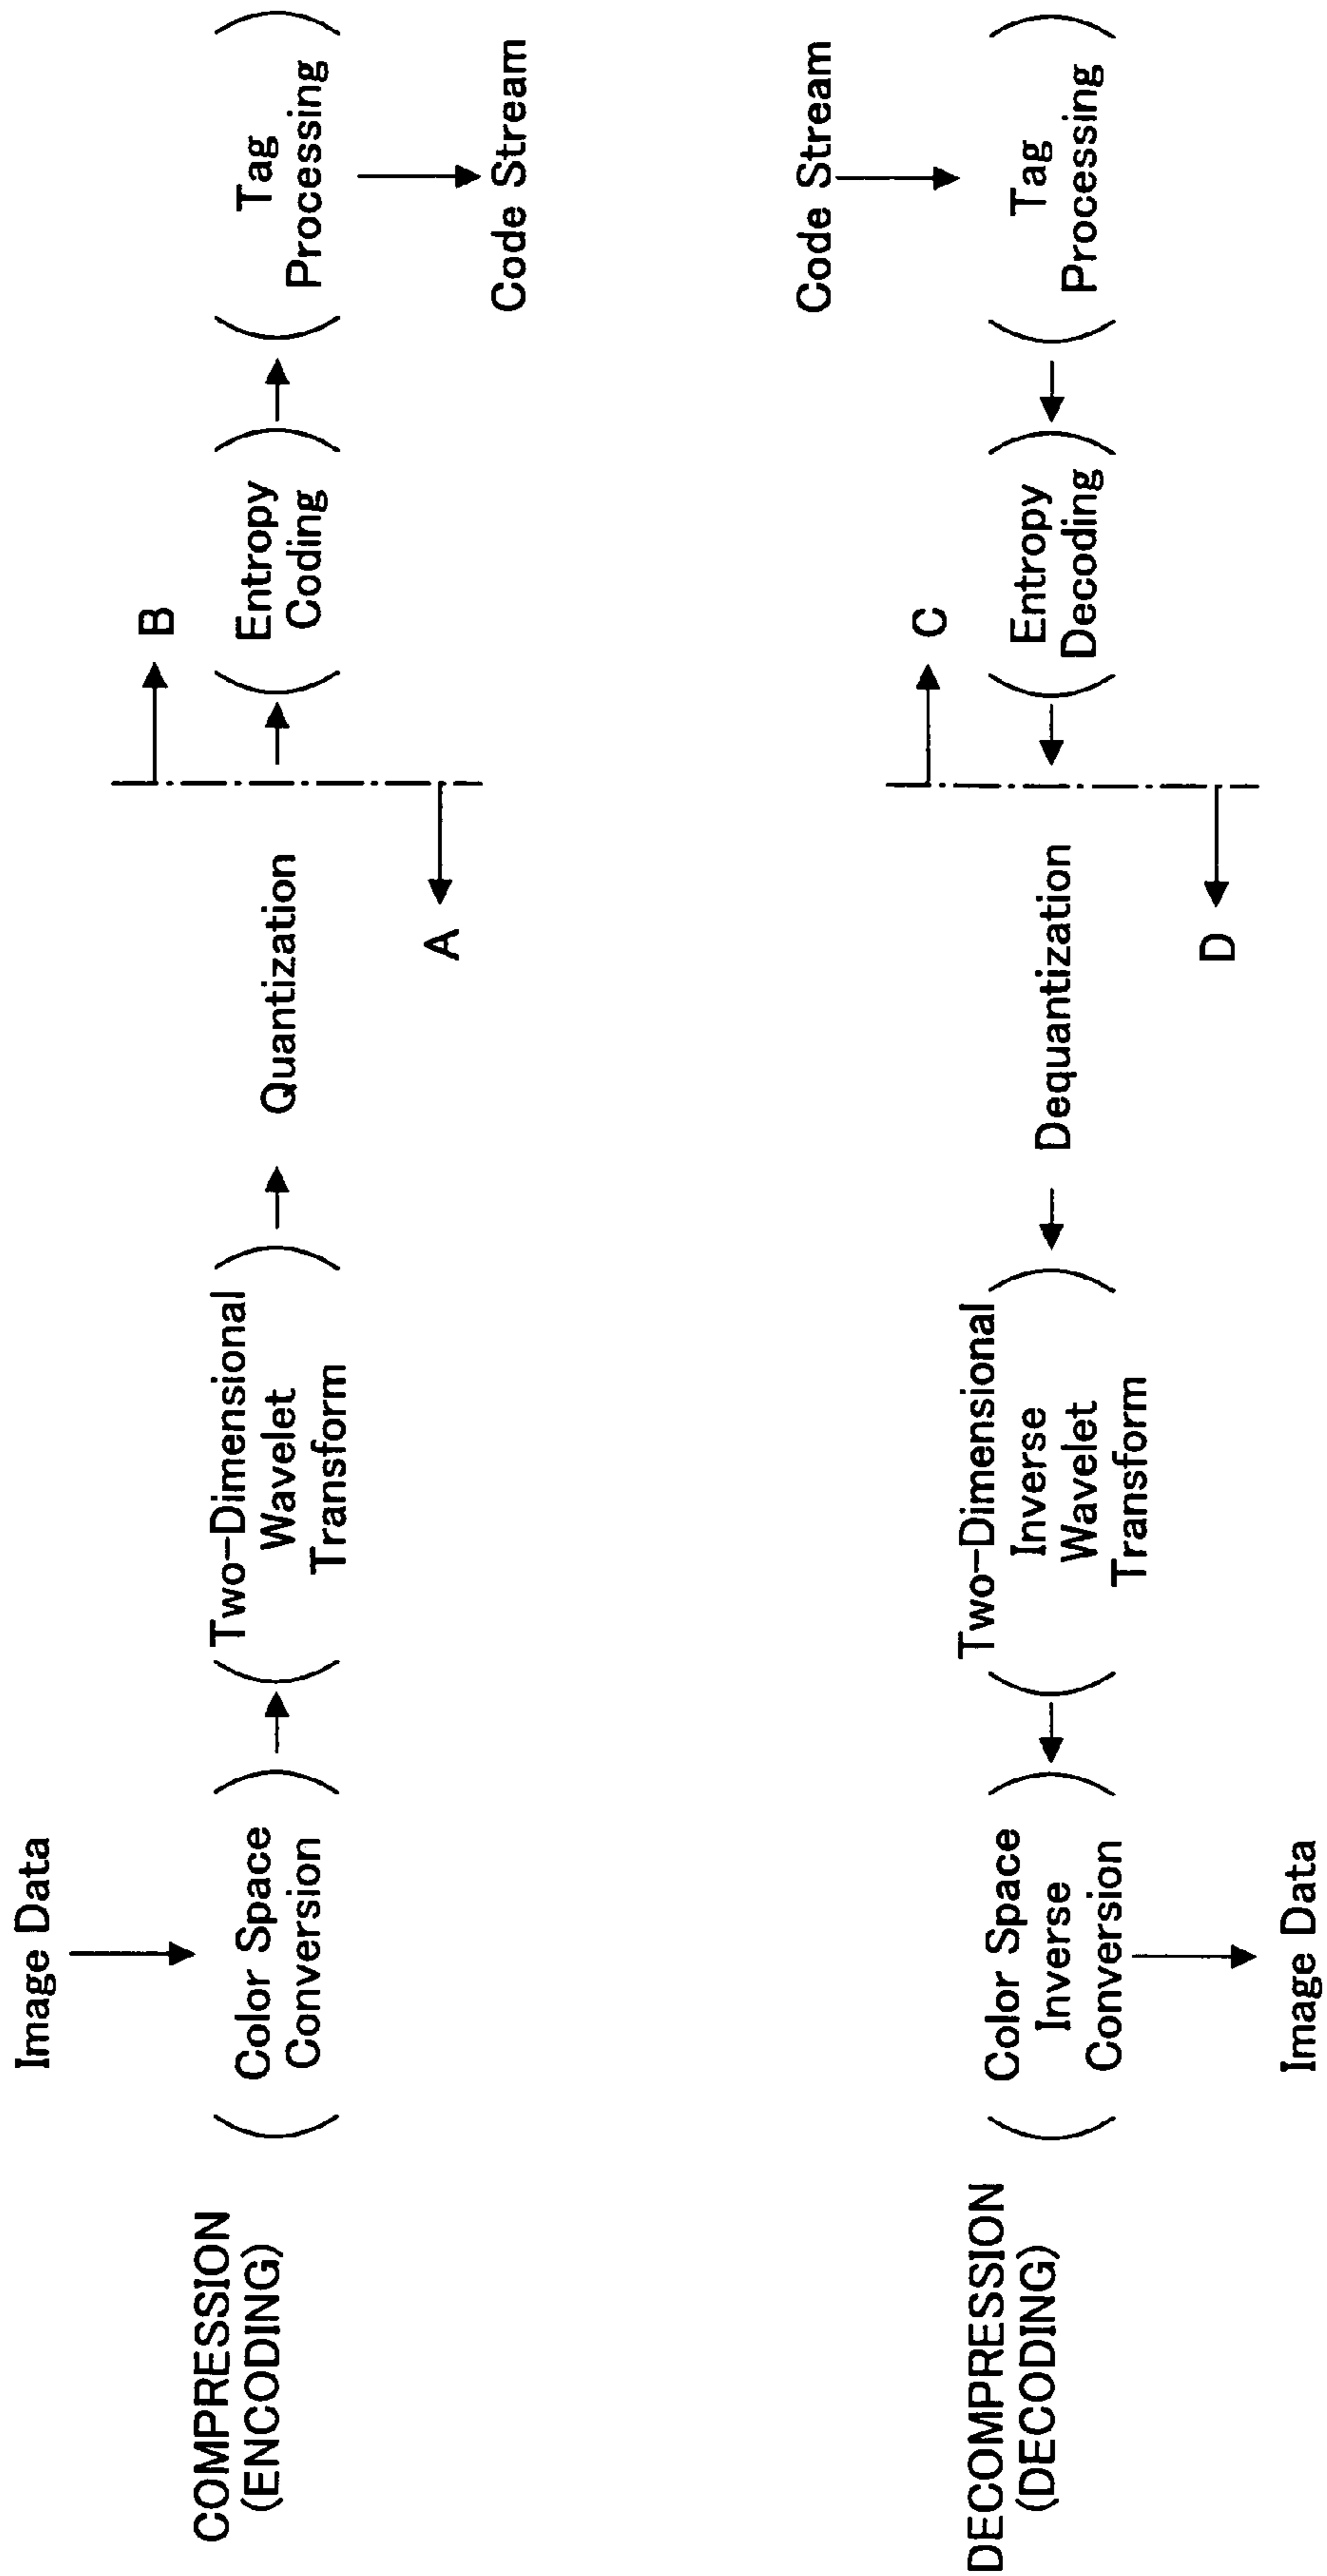 COMPRESSION
(ENCODING)
Image Data
( Color Space
Conversion )
( Two-Dimensional
Wavelet
Transform )
Quantization
A
B
( Entropy
Coding )
( Tag
Processing )
Code Stream
DECOMPRESSION
(DECODING)
( Color Space
Inverse
Conversion )
Image Data
( Two-Dimensional
Inverse
Wavelet
Transform )
Dequantization
D
C
( Entropy
Decoding )
( Tag
Processing )
Code Stream